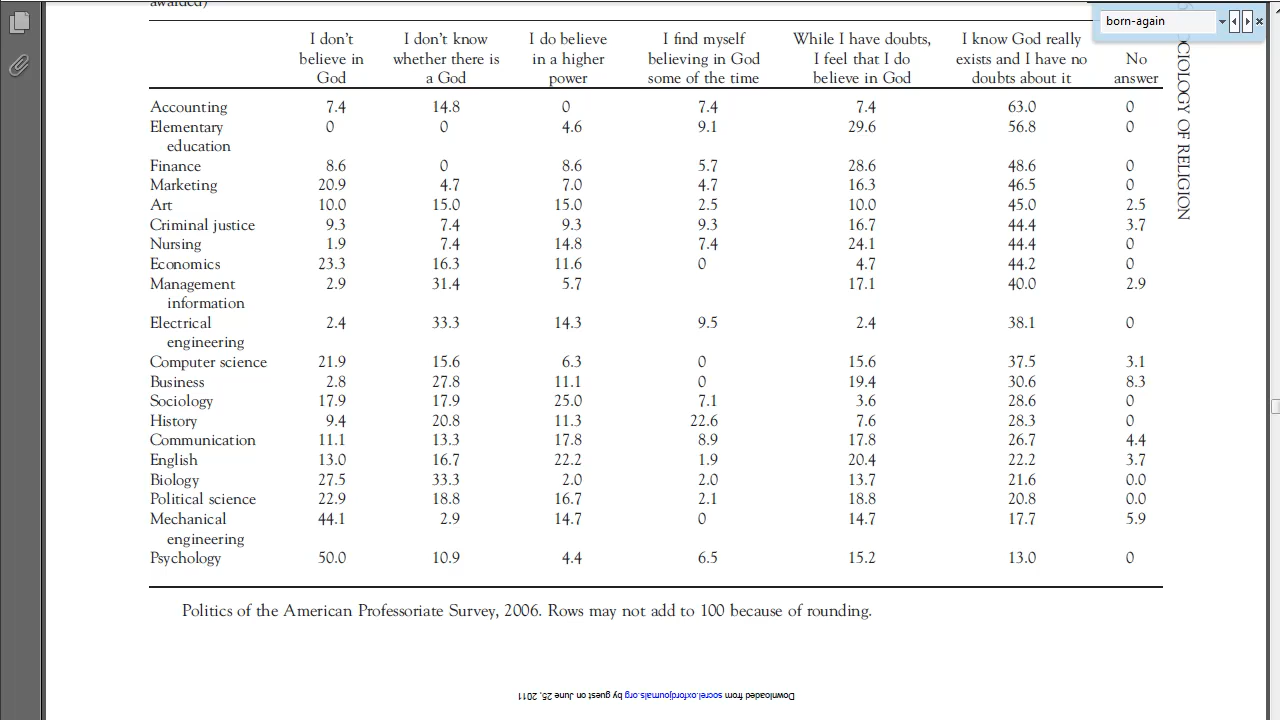 awarded)
born-again
I don't believe in God | I don't know whether there is a God | I do believe in a higher power | I find myself believing in God some of the time | While I have doubts, I feel that I do believe in God | I know God really exists and I have no doubts about it | No answer
Accounting 7.4 14.8 0 7.4 7.4 63.0 0
Elementary education 0 0 4.6 9.1 29.6 56.8 0
Finance 8.6 0 8.6 5.7 28.6 48.6 0
Marketing 20.9 4.7 7.0 4.7 16.3 46.5 0
Art 10.0 15.0 15.0 2.5 10.0 45.0 2.5
Criminal justice 9.3 7.4 9.3 9.3 16.7 44.4 3.7
Nursing 1.9 7.4 14.8 7.4 24.1 44.4 0
Economics 23.3 16.3 11.6 0 4.7 44.2 0
Management information 2.9 31.4 5.7 17.1 40.0 2.9
Electrical engineering 2.4 33.3 14.3 9.5 2.4 38.1 0
Computer science 21.9 15.6 6.3 0 15.6 37.5 3.1
Business 2.8 27.8 11.1 0 19.4 30.6 8.3
Sociology 17.9 17.9 25.0 7.1 3.6 28.6 0
History 9.4 20.8 11.3 22.6 7.6 28.3 0
Communication 11.1 13.3 17.8 8.9 17.8 26.7 4.4
English 13.0 16.7 22.2 1.9 20.4 22.2 3.7
Biology 27.5 33.3 2.0 2.0 13.7 21.6 0.0
Political science 22.9 18.8 16.7 2.1 18.8 20.8 0.0
Mechanical engineering 44.1 2.9 14.7 0 14.7 17.7 5.9
Psychology 50.0 10.9 4.4 6.5 15.2 13.0 0
Politics of the American Professoriate Survey, 2006. Rows may not add to 100 because of rounding.
OCIOLOGY OF RELIGION
Downloaded from socrel.oxfordjournals.org by guest on June 25, 2011